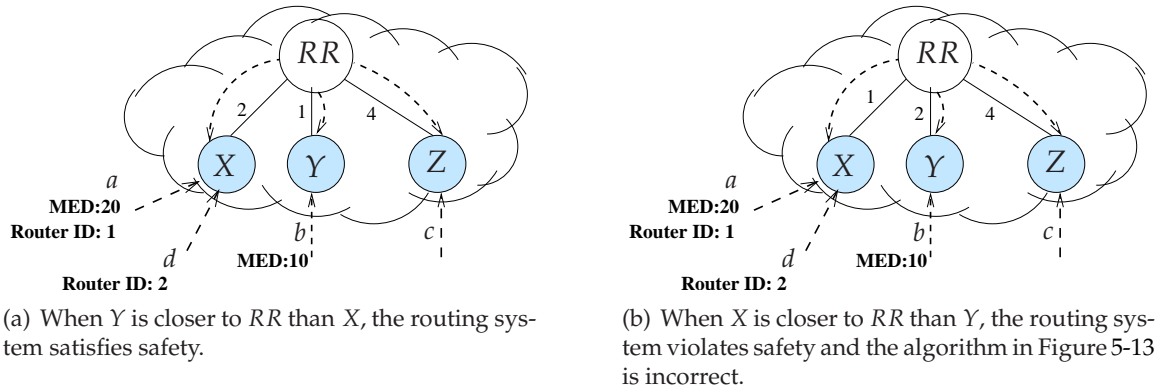 RR
2
1
4
X
Y
Z
a
MED:20
Router ID: 1
d
Router ID: 2
b
MED:10
c
(a) When Y is closer to RR than X, the routing sys-
tem satisfies safety.
RR
1
2
4
X
Y
Z
a
MED:20
Router ID: 1
d
Router ID: 2
b
MED:10
c
(b) When X is closer to RR than Y, the routing sys-
tem violates safety and the algorithm in Figure 5-13
is incorrect.